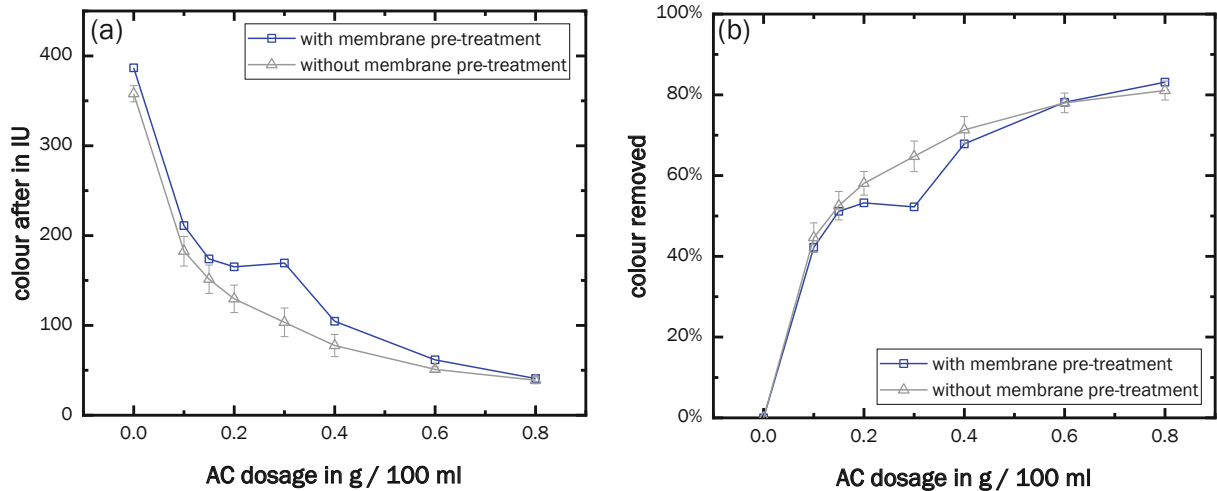 (a)
with membrane pre-treatment
without membrane pre-treatment
400
300
200
100
0
0.0 0.2 0.4 0.6 0.8
colour after in IU
AC dosage in g / 100 ml
(b)
100%
80%
60%
40%
20%
0%
with membrane pre-treatment
without membrane pre-treatment
0.0 0.2 0.4 0.6 0.8
colour removed
AC dosage in g / 100 ml